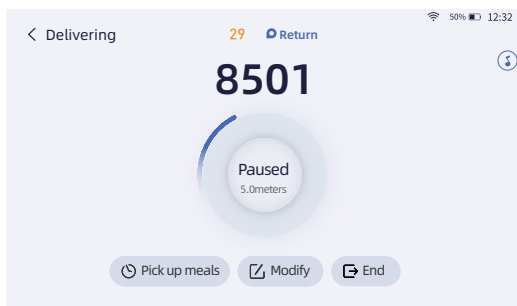 50% 12:32
Delivering 29 Return
8501
Paused
5.0meters
Pick up meals Modify End